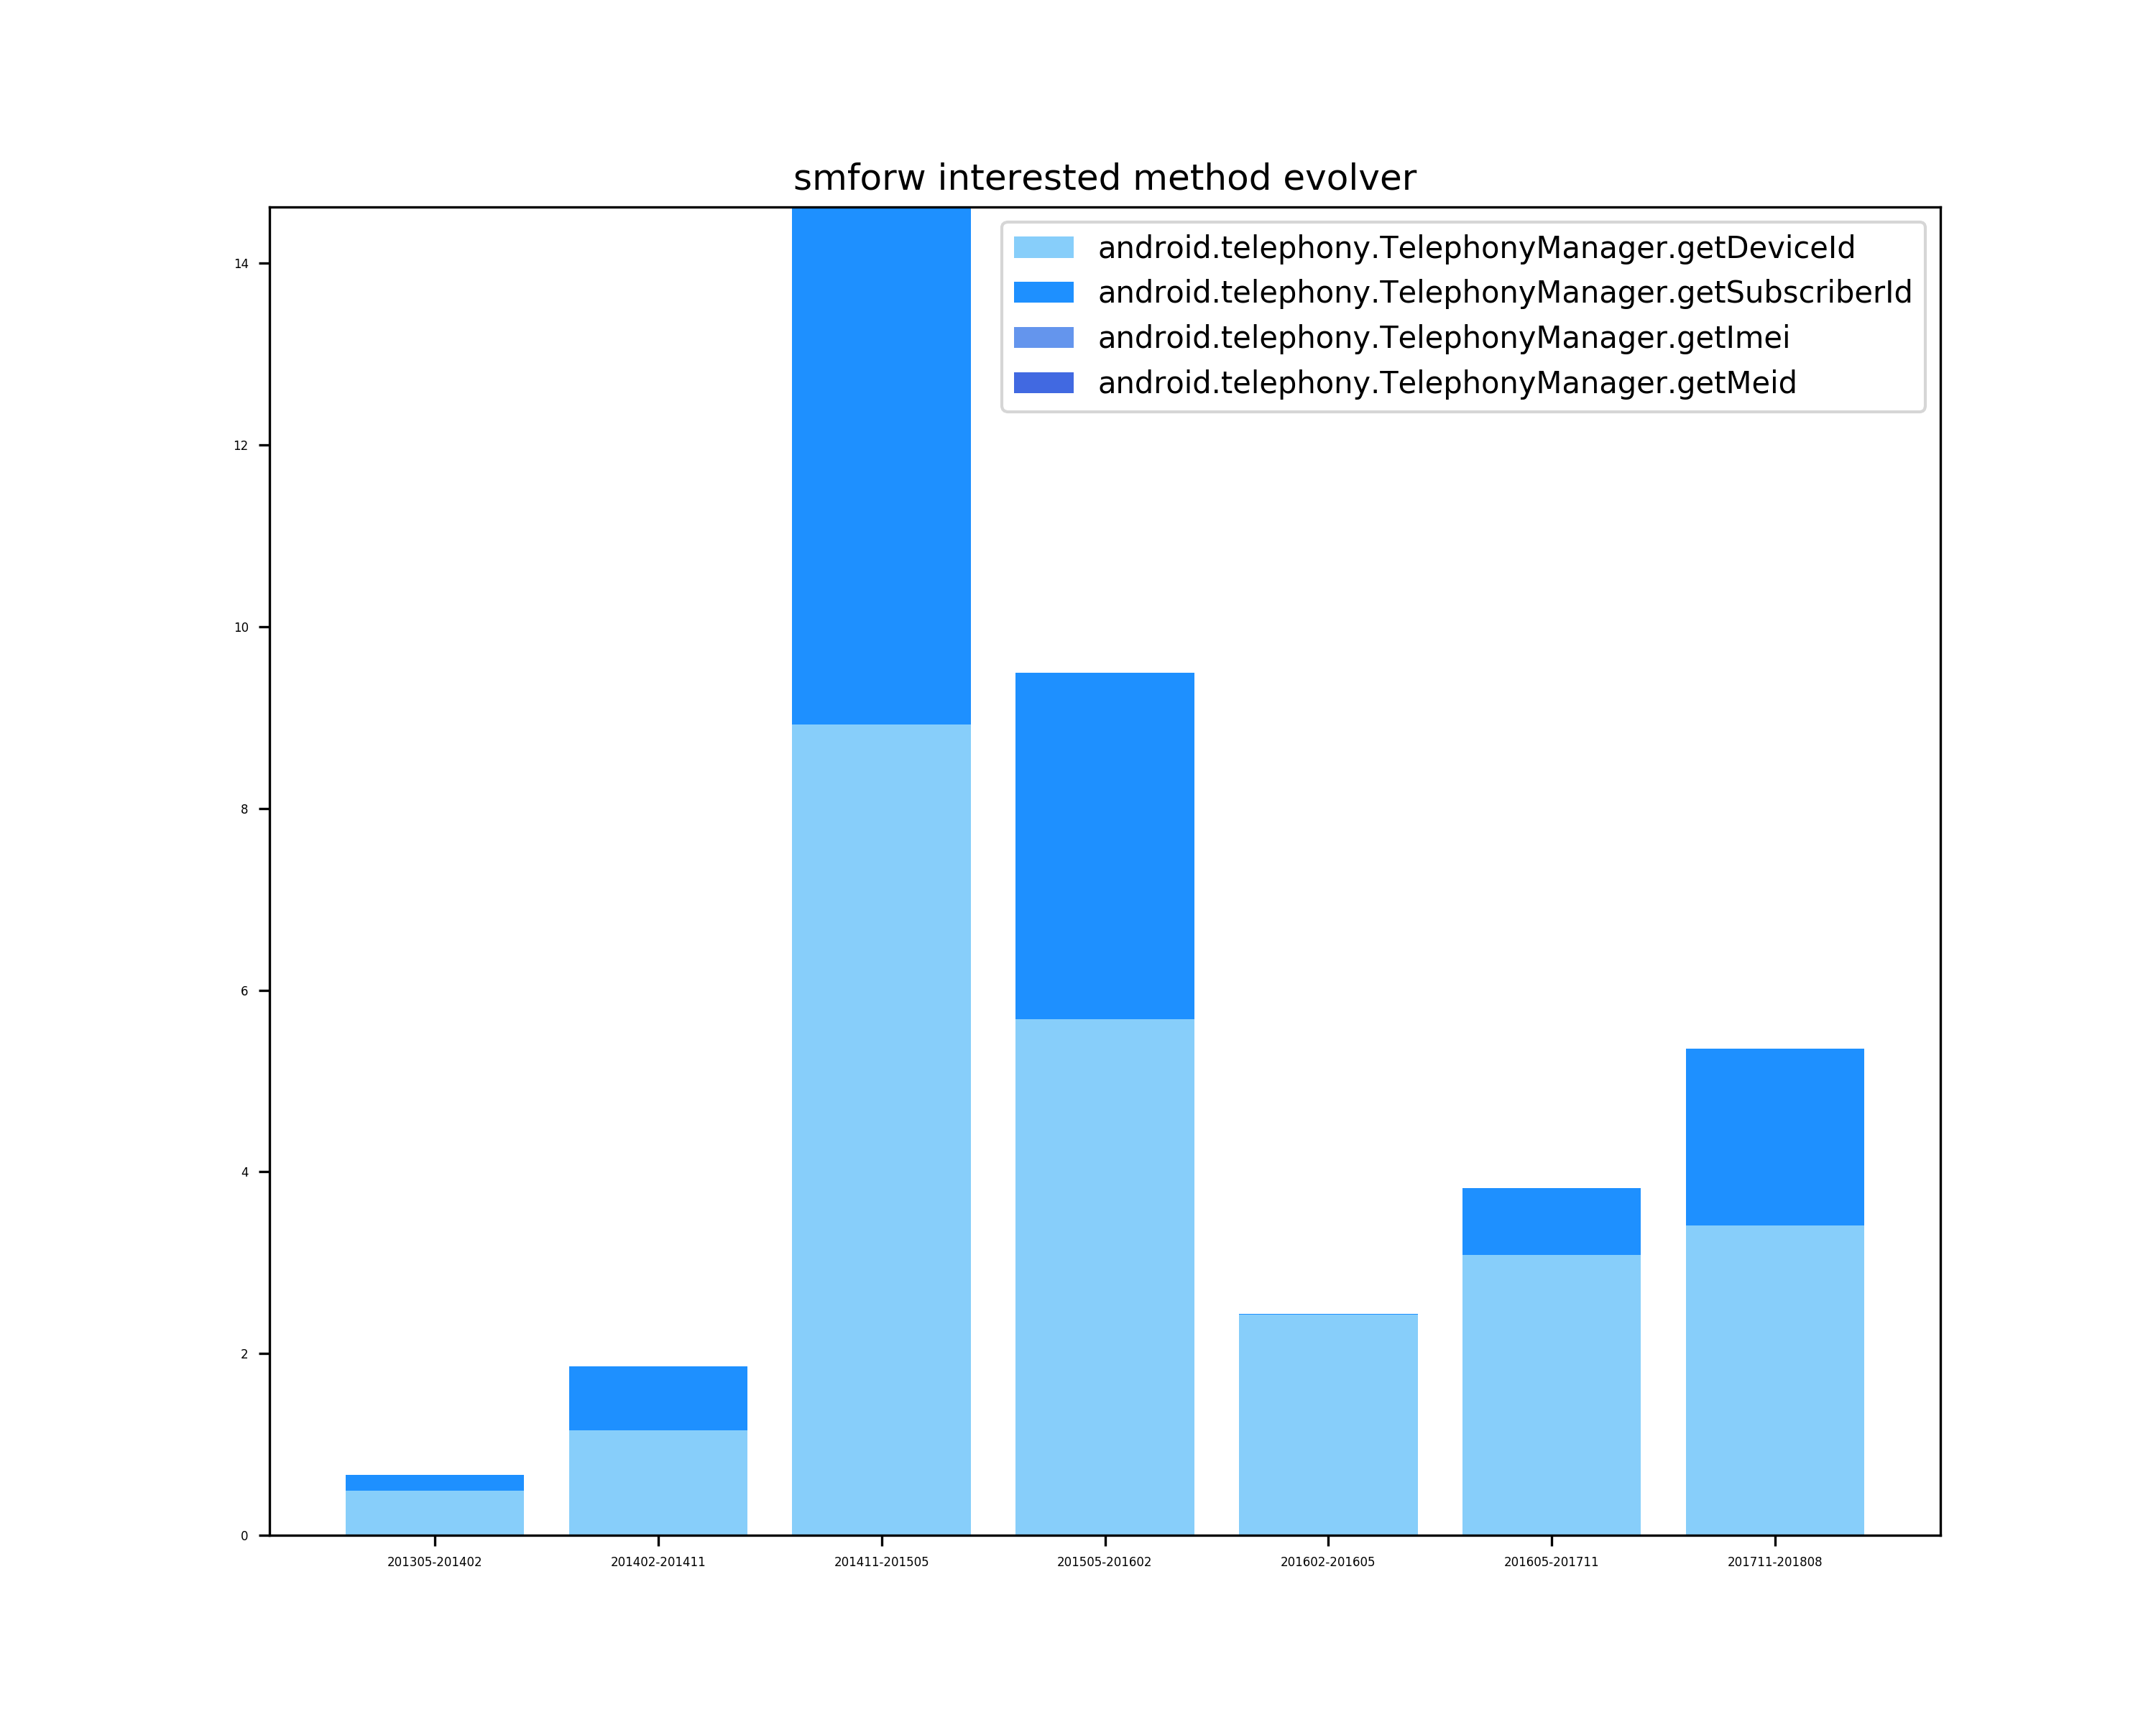 smforw interested method evolver
android.telephony.TelephonyManager.getDeviceId
android.telephony.TelephonyManager.getSubscriberId
android.telephony.TelephonyManager.getImei
android.telephony.TelephonyManager.getMeid
14
12
10
8
6
4
2
0
201305-201402 201402-201411 201411-201505 201505-201602 201602-201605 201605-201711 201711-201808